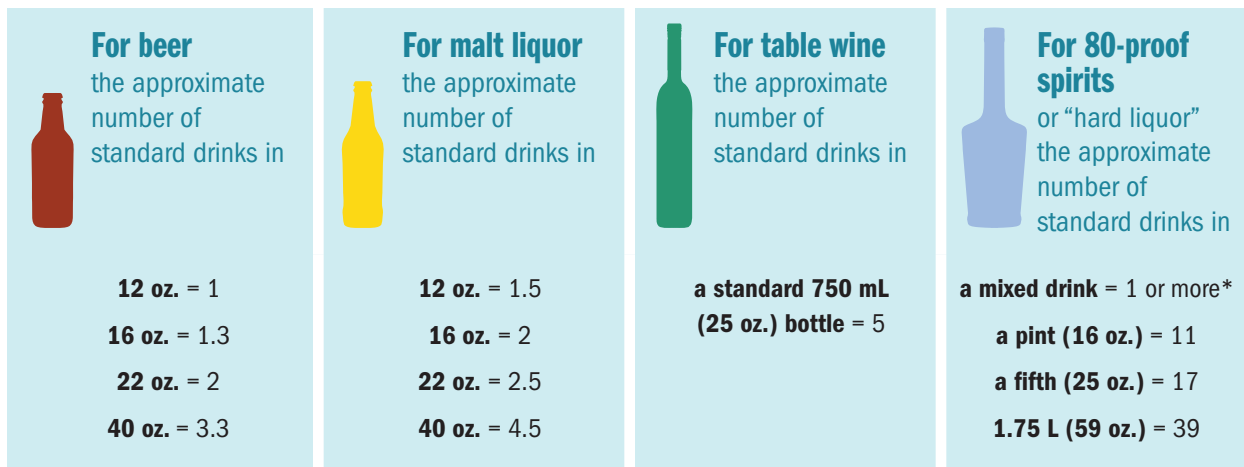 For beer
the approximate
number of
standard drinks in
12 oz. = 1
16 oz. = 1.3
22 oz. = 2
40 oz. = 3.3
For malt liquor
the approximate
number of
standard drinks in
12 oz. = 1.5
16 oz. = 2
22 oz. = 2.5
40 oz. = 4.5
For table wine
the approximate
number of
standard drinks in
a standard 750 mL
(25 oz.) bottle = 5
For 80-proof
spirits
or “hard liquor”
the approximate
number of
standard drinks in
a mixed drink = 1 or more*
a pint (16 oz.) = 11
a fifth (25 oz.) = 17
1.75 L (59 oz.) = 39